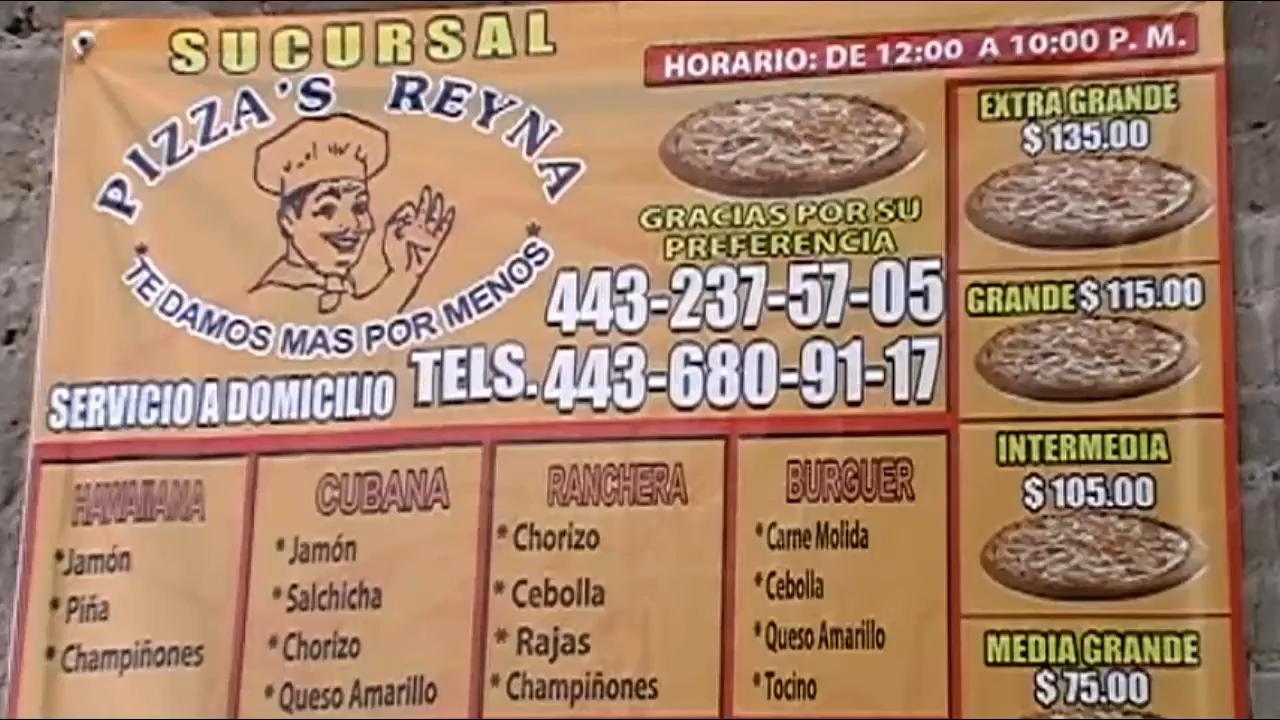 SUCURSAL
PIZZA'S REYNA
*TE DAMOS MAS POR MENOS*
SERVICIO A DOMICILIO
HORARIO: DE 12:00 A 10:00 P. M.
GRACIAS POR SU
PREFERENCIA
443-237-57-05
TELS. 443-680-91-17
EXTRA GRANDE
$ 135.00
GRANDE $ 115.00
INTERMEDIA
$ 105.00
MEDIA GRANDE
$ 75.00
HAWAIIANA
*Jamón
*Piña
*Champiñones
CUBANA
*Jamón
*Salchicha
*Chorizo
*Queso Amarillo
RANCHERA
*Chorizo
*Cebolla
*Rajas
*Champiñones
BURGUER
*Carne Molida
*Cebolla
*Queso Amarillo
*Tocino